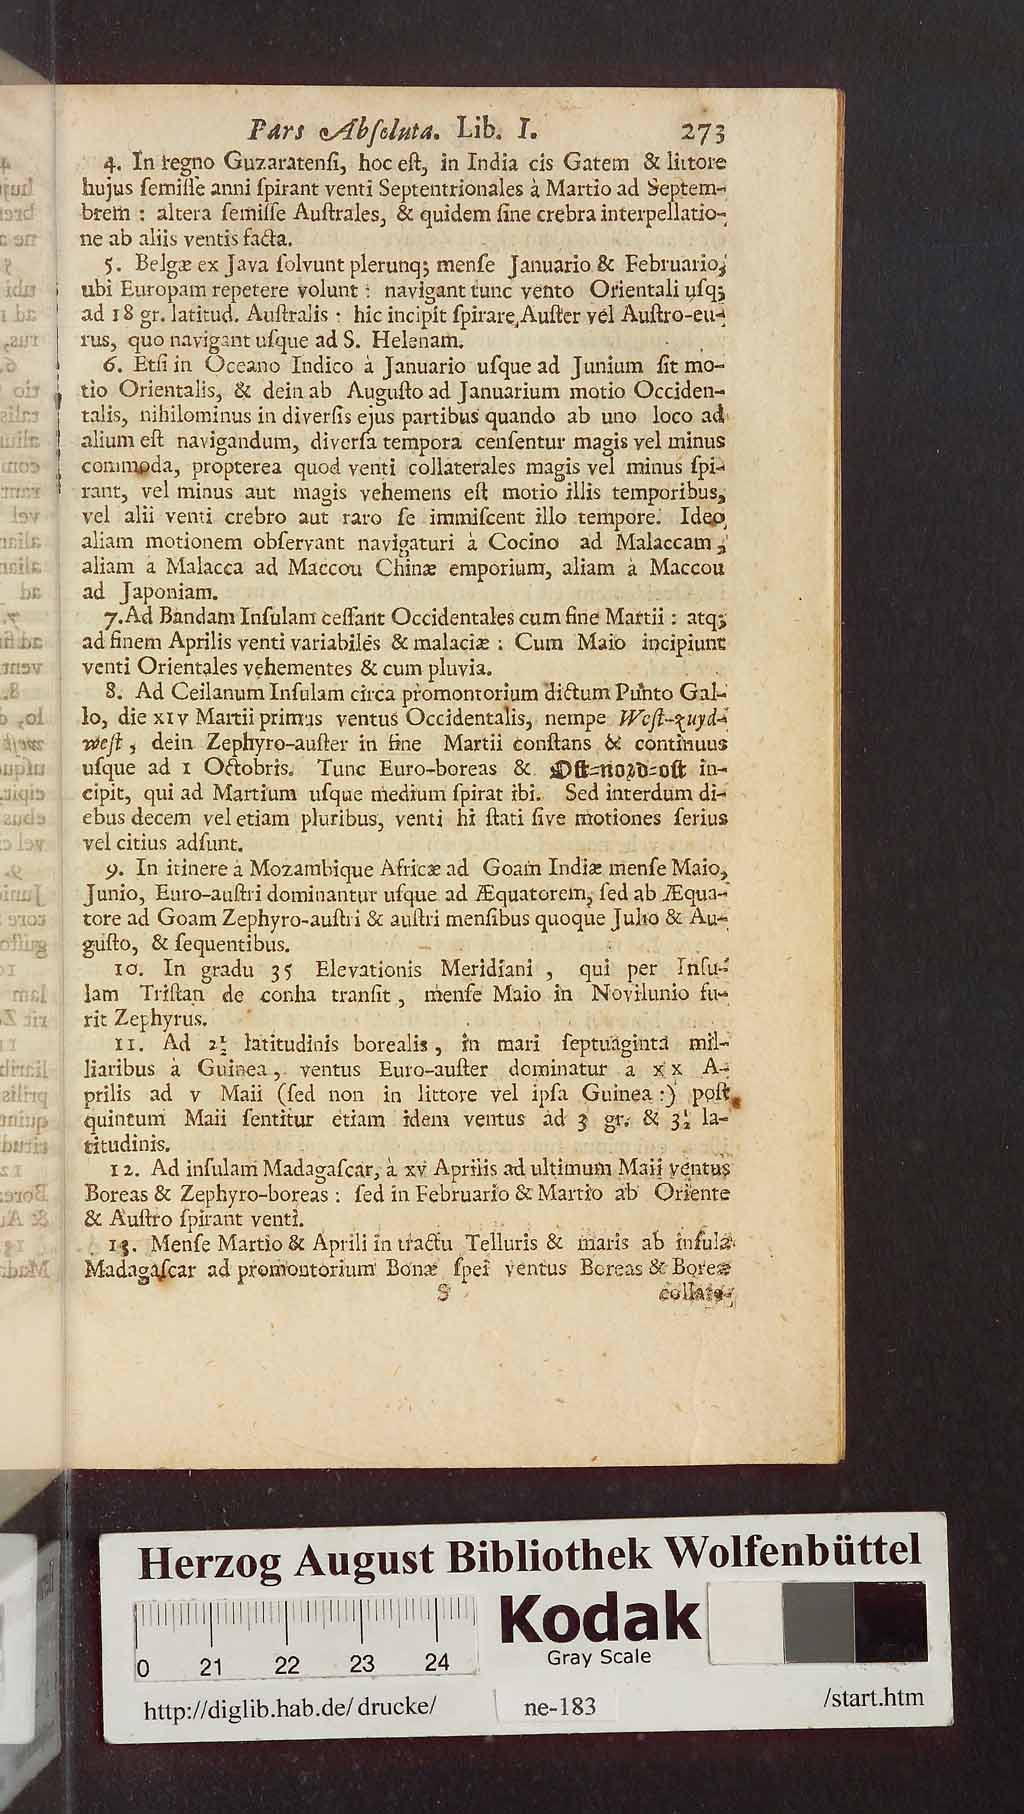 Pars Abſoluta. Lib. I. 273
4. In regno Guzaratenſi, hoc eſt, in India cis Gatem & littore
hujus ſemiſſe anni ſpirant venti Septentrionales à Martio ad Septem-
brem : altera ſemiſſe Auſtrales, & quidem ſine crebra interpellatio-
ne ab aliis ventis facta.
5. Belgæ ex Java ſolvunt plerunq; menſe Januario & Februario,
ubi Europam repetere volunt : navigant tunc vento Orientali uſq;
ad 18 gr. latitud. Auſtralis : hic incipit ſpirare Auſter vel Auſtro-eu-
rus, quo navigant uſque ad S. Helenam.
6. Etſi in Oceano Indico à Januario uſque ad Junium ſit mo-
tio Orientalis, & dein ab Auguſto ad Januarium motio Occiden-
talis, nihilominus in diverſis ejus partibus quando ab uno loco ad
alium eſt navigandum, diverſa tempora cenſentur magis vel minus
commoda, propterea quod venti collaterales magis vel minus ſpi-
rant, vel minus aut magis vehemens eſt motio illis temporibus,
vel alii venti crebro aut raro ſe immiſcent illo tempore. Ideo
aliam motionem obſervant navigaturi à Cocino ad Malaccam,
aliam à Malacca ad Maccou Chinæ emporium, aliam à Maccou
ad Japoniam.
7. Ad Bandam Inſulam ceſſant Occidentales cum fine Martii : atq;
ad finem Aprilis venti variabiles & malaciæ : Cum Maio incipiunt
venti Orientales vehementes & cum pluvia.
8. Ad Ceilanum Inſulam circa promontorium dictum Punto Gal-
lo, die XIV Martii primus ventus Occidentalis, nempe Weſt-zuyd-
weſt, dein Zephyro-auſter in fine Martii conſtans & continuus
uſque ad 1 Octobris. Tunc Euro-boreas & Oſt-nord-oſt in-
cipit, qui ad Martium uſque medium ſpirat ibi. Sed interdum di-
ebus decem vel etiam pluribus, venti hi ſtati ſive motiones ſerius
vel citius adſunt.
9. In itinere à Mozambique Africæ ad Goam Indiæ menſe Maio,
Junio, Euro-auſtri dominantur uſque ad Æquatorem, ſed ab Æqua-
tore ad Goam Zephyro-auſtri & auſtri menſibus quoque Julio & Au-
guſto, & ſequentibus.
10. In gradu 35 Elevationis Meridiani, qui per Inſu-
lam Triſtan de conha tranſit, menſe Maio in Novilunio fu-
rit Zephyrus.
11. Ad 2½ latitudinis borealis, in mari ſeptuaginta mil-
liaribus à Guinea, ventus Euro-auſter dominatur à XX A-
prilis ad V Maii (ſed non in littore vel ipſa Guinea :) poſt
quintum Maii ſentitur etiam idem ventus ad 3 gr. & 3½ la-
titudinis.
12. Ad inſulam Madagaſcar, à XV Aprilis ad ultimum Maii ventus
Boreas & Zephyro-boreas : ſed in Februario & Martio ab Oriente
& Auſtro ſpirant venti.
13. Menſe Martio & Aprili in tractu Telluris & maris ab inſula
Madagaſcar ad promontorium Bonæ ſpei ventus Boreas & Boreæ
S collate-
Herzog August Bibliothek Wolfenbüttel
0 21 22 23 24
Kodak
Gray Scale
http://diglib.hab.de/drucke/ ne-183 /start.htm